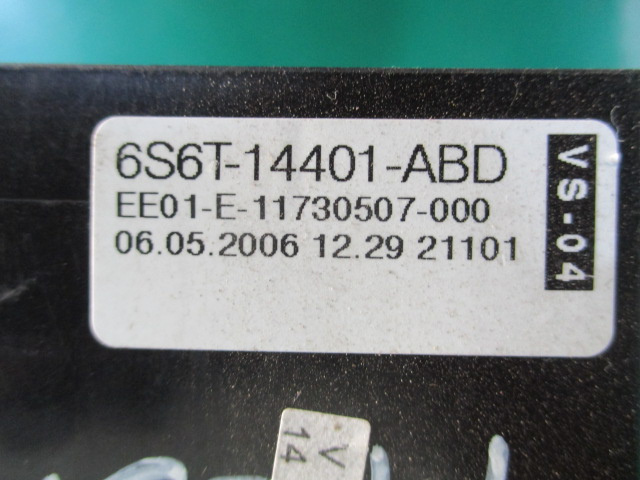 6S6T-14401-ABD
EE01-E-11730507-000
06.05.2006 12.29 21101
VS-04
V
14